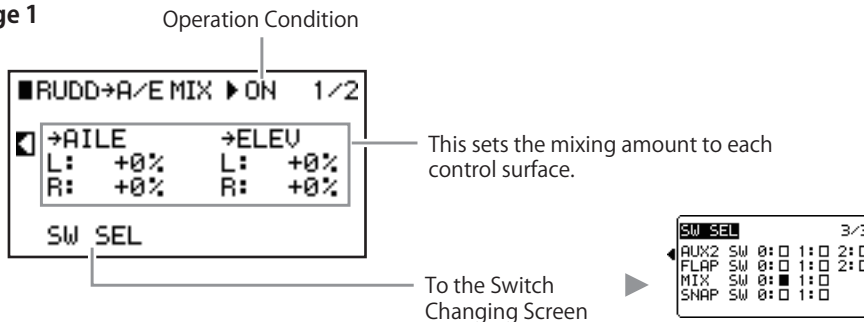 ge 1
Operation Condition
■RUDD→A/E MIX ▶ON 1/2
→AILE →ELEV
L: +0% L: +0%
R: +0% R: +0%
SW SEL
This sets the mixing amount to each
control surface.
To the Switch
Changing Screen
SW SEL 3/3
AUX2 SW 0:□ 1:□ 2:□
FLAP SW 0:□ 1:□ 2:□
MIX SW 0:■ 1:□
SNAP SW 0:□ 1:□